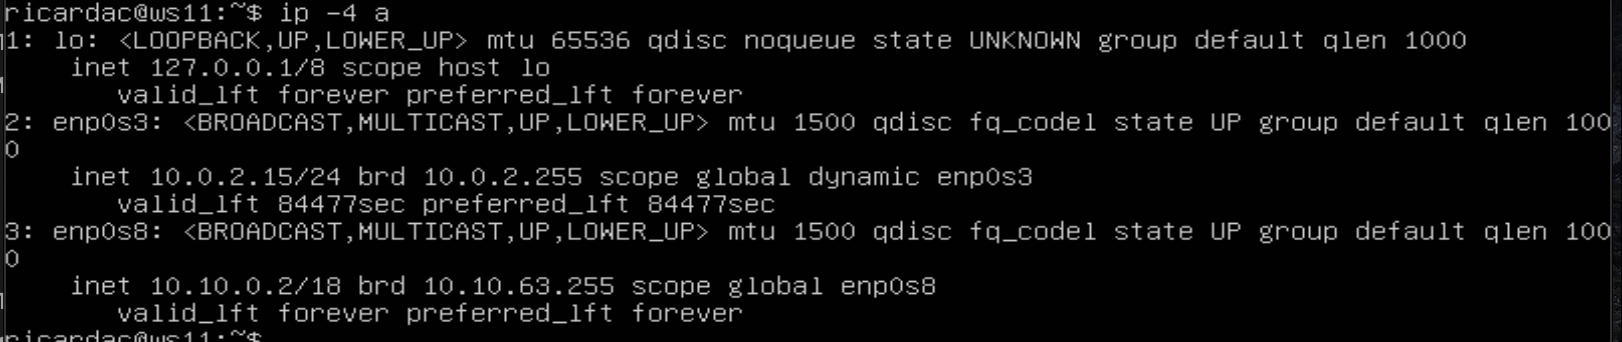 ricardac@ws11:~$ ip -4 a
1: lo: <LOOPBACK,UP,LOWER_UP> mtu 65536 qdisc noqueue state UNKNOWN group default qlen 1000
    inet 127.0.0.1/8 scope host lo
       valid_lft forever preferred_lft forever
2: enp0s3: <BROADCAST,MULTICAST,UP,LOWER_UP> mtu 1500 qdisc fq_codel state UP group default qlen 100
0
    inet 10.0.2.15/24 brd 10.0.2.255 scope global dynamic enp0s3
       valid_lft 84477sec preferred_lft 84477sec
3: enp0s8: <BROADCAST,MULTICAST,UP,LOWER_UP> mtu 1500 qdisc fq_codel state UP group default qlen 100
0
    inet 10.10.0.2/18 brd 10.10.63.255 scope global enp0s8
       valid_lft forever preferred_lft forever
ricardac@ws11:~$